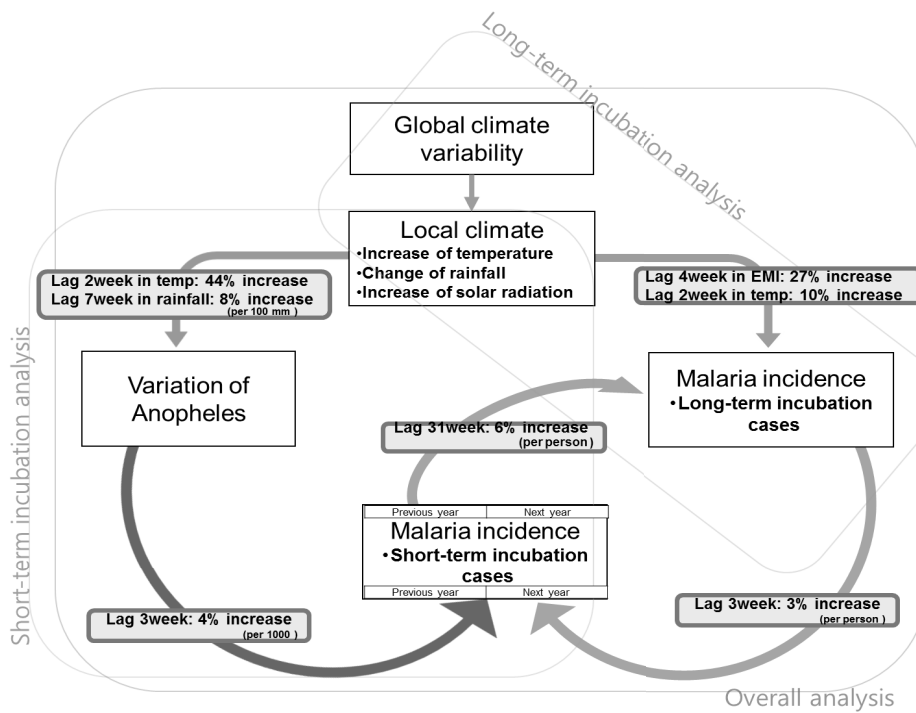 Long-term incubation analysis
Global climate
variability
Local climate
•Increase of temperature
•Change of rainfall
•Increase of solar radiation
Lag 2week in temp: 44% increase
Lag 7week in rainfall: 8% increase
(per 100 mm )
Lag 4week in EMI: 27% increase
Lag 2week in temp: 10% increase
Short-term incubation analysis
Variation of
Anopheles
Malaria incidence
•Long-term incubation
cases
Lag 31week: 6% increase
(per person )
Previous year Next year
Malaria incidence
•Short-term incubation
cases
Previous year Next year
Lag 3week: 4% increase
(per 1000 )
Lag 3week: 3% increase
(per person )
Overall analysis